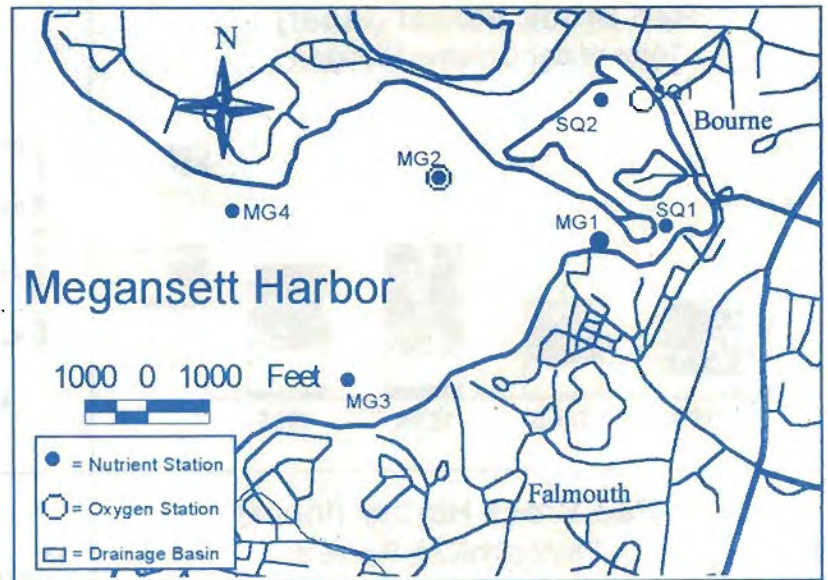 N
SQ2
Q1
Bourne
MG2
MG4
MG1
SQ1
Megansett Harbor
1000 0 1000 Feet
MG3
= Nutrient Station
= Oxygen Station
= Drainage Basin
Falmouth